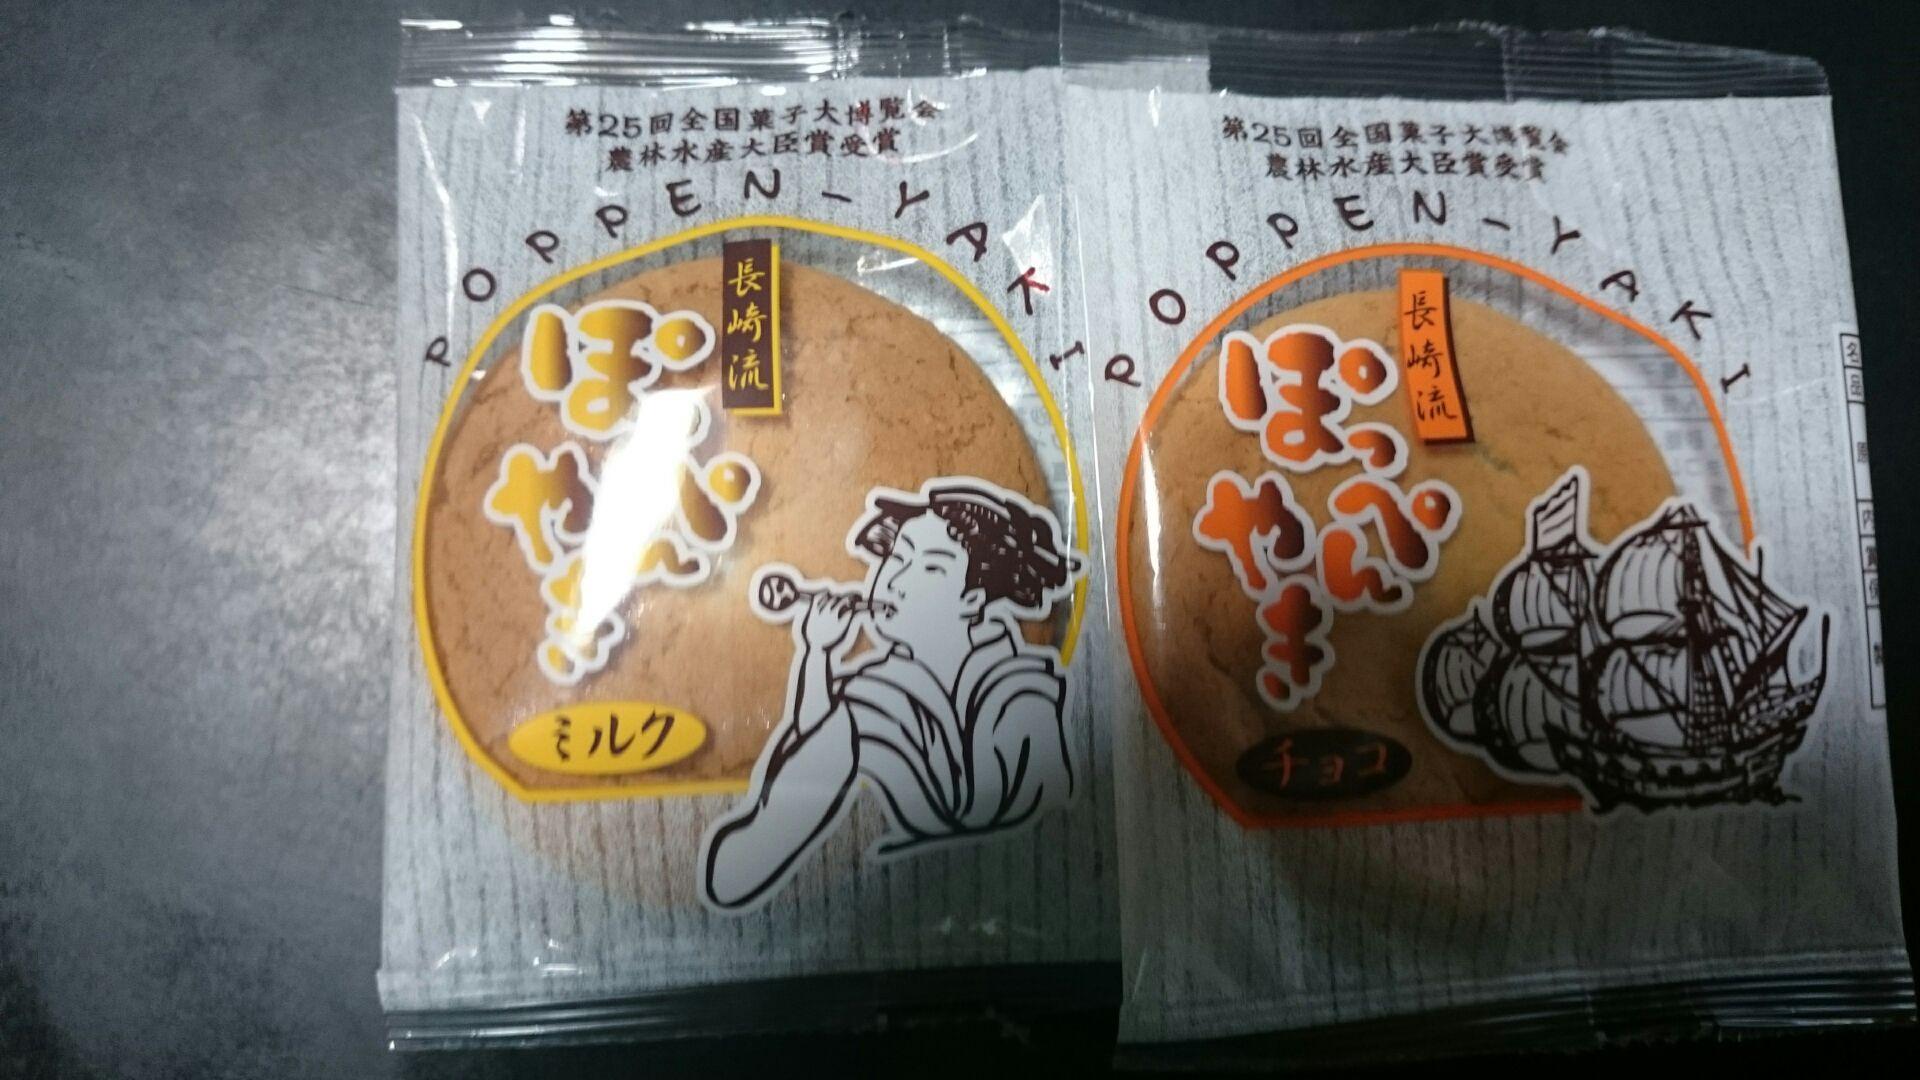 第25回全国菓子大博覧会
農林水産大臣賞受賞
POPPEN-YAKI
長崎流
ぽっぺん
やき
ミルク
第25回全国菓子大博覧会
農林水産大臣賞受賞
POPPEN-YAKI
長崎流
ぽっぺん
やき
チョコ
名